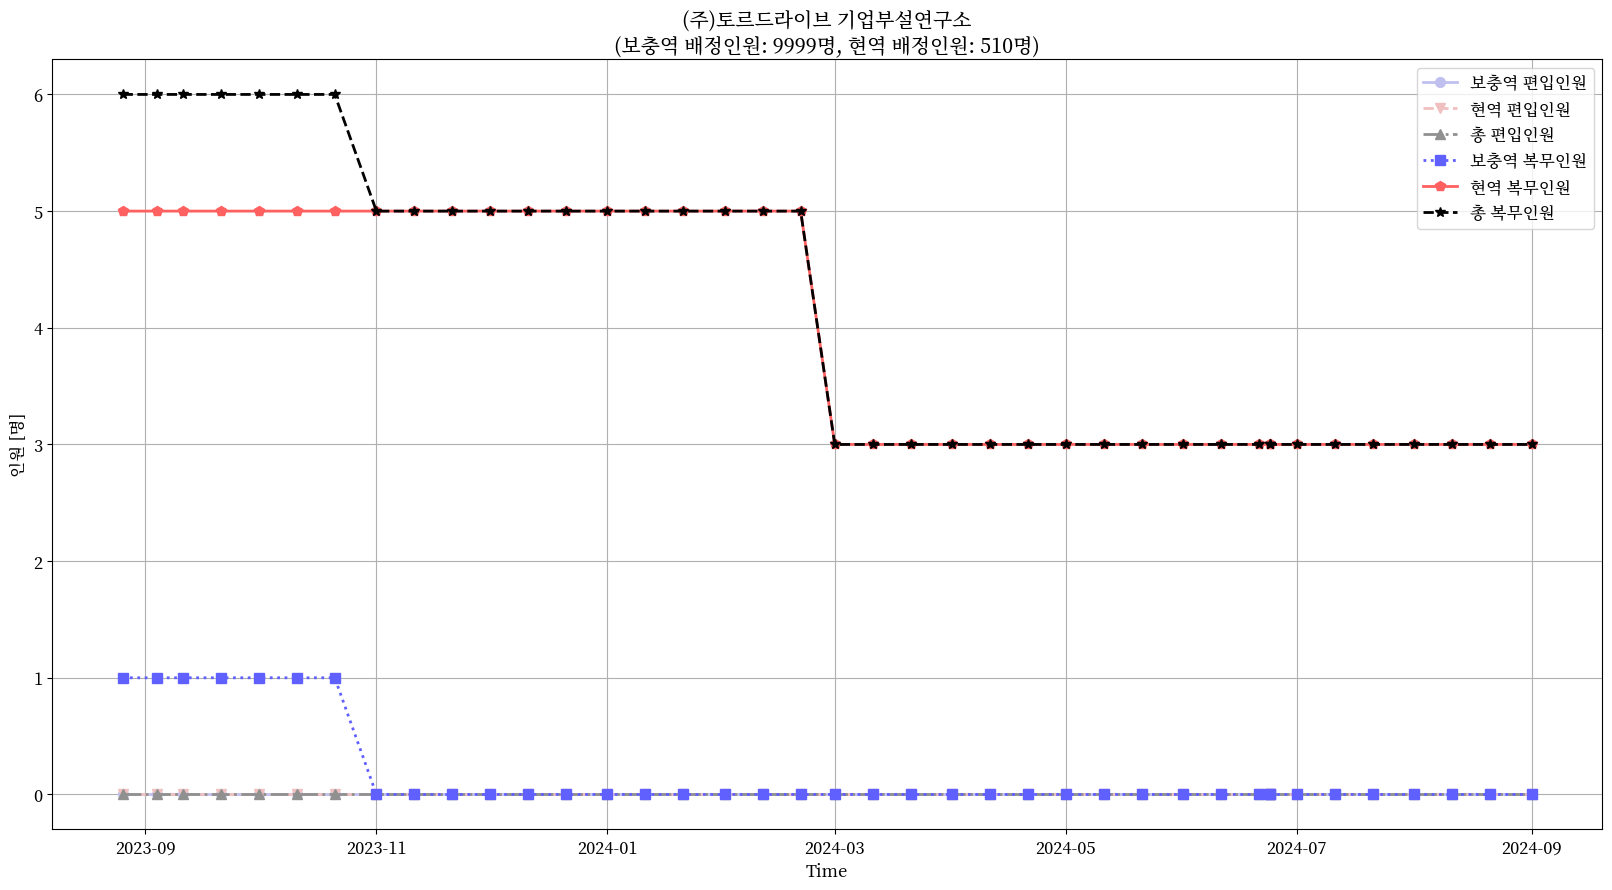 (주)토르드라이브 기업부설연구소
(보충역 배정인원: 9999명, 현역 배정인원: 510명)
보충역 편입인원
현역 편입인원
총 편입인원
보충역 복무인원
현역 복무인원
총 복무인원
6
5
4
3
2
1
0
인원 [명]
2023-09
2023-11
2024-01
2024-03
2024-05
2024-07
2024-09
Time